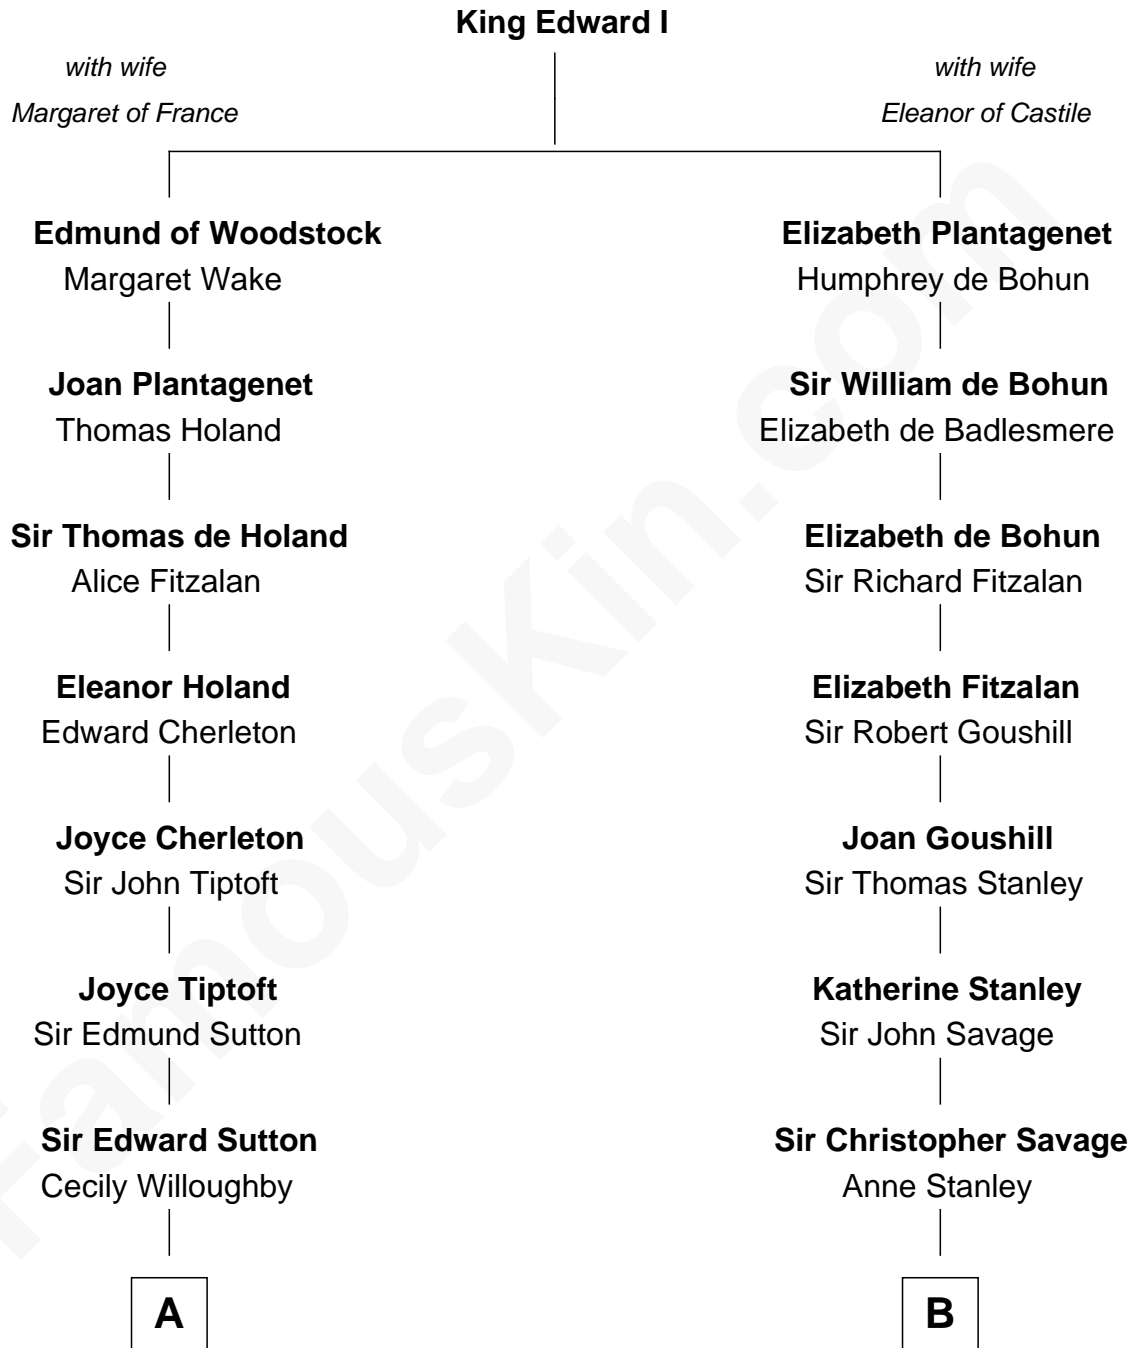 King Edward I
with wife
Margaret of France
with wife
Eleanor of Castile
Edmund of Woodstock
Margaret Wake
Elizabeth Plantagenet
Humphrey de Bohun
Joan Plantagenet
Thomas Holand
Sir William de Bohun
Elizabeth de Badlesmere
Sir Thomas de Holand
Alice Fitzalan
Elizabeth de Bohun
Sir Richard Fitzalan
Eleanor Holand
Edward Cherleton
Elizabeth Fitzalan
Sir Robert Goushill
Joyce Cherleton
Sir John Tiptoft
Joan Goushill
Sir Thomas Stanley
Joyce Tiptoft
Sir Edmund Sutton
Katherine Stanley
Sir John Savage
Sir Edward Sutton
Cecily Willoughby
Sir Christopher Savage
Anne Stanley
A
B
FamousKin.com